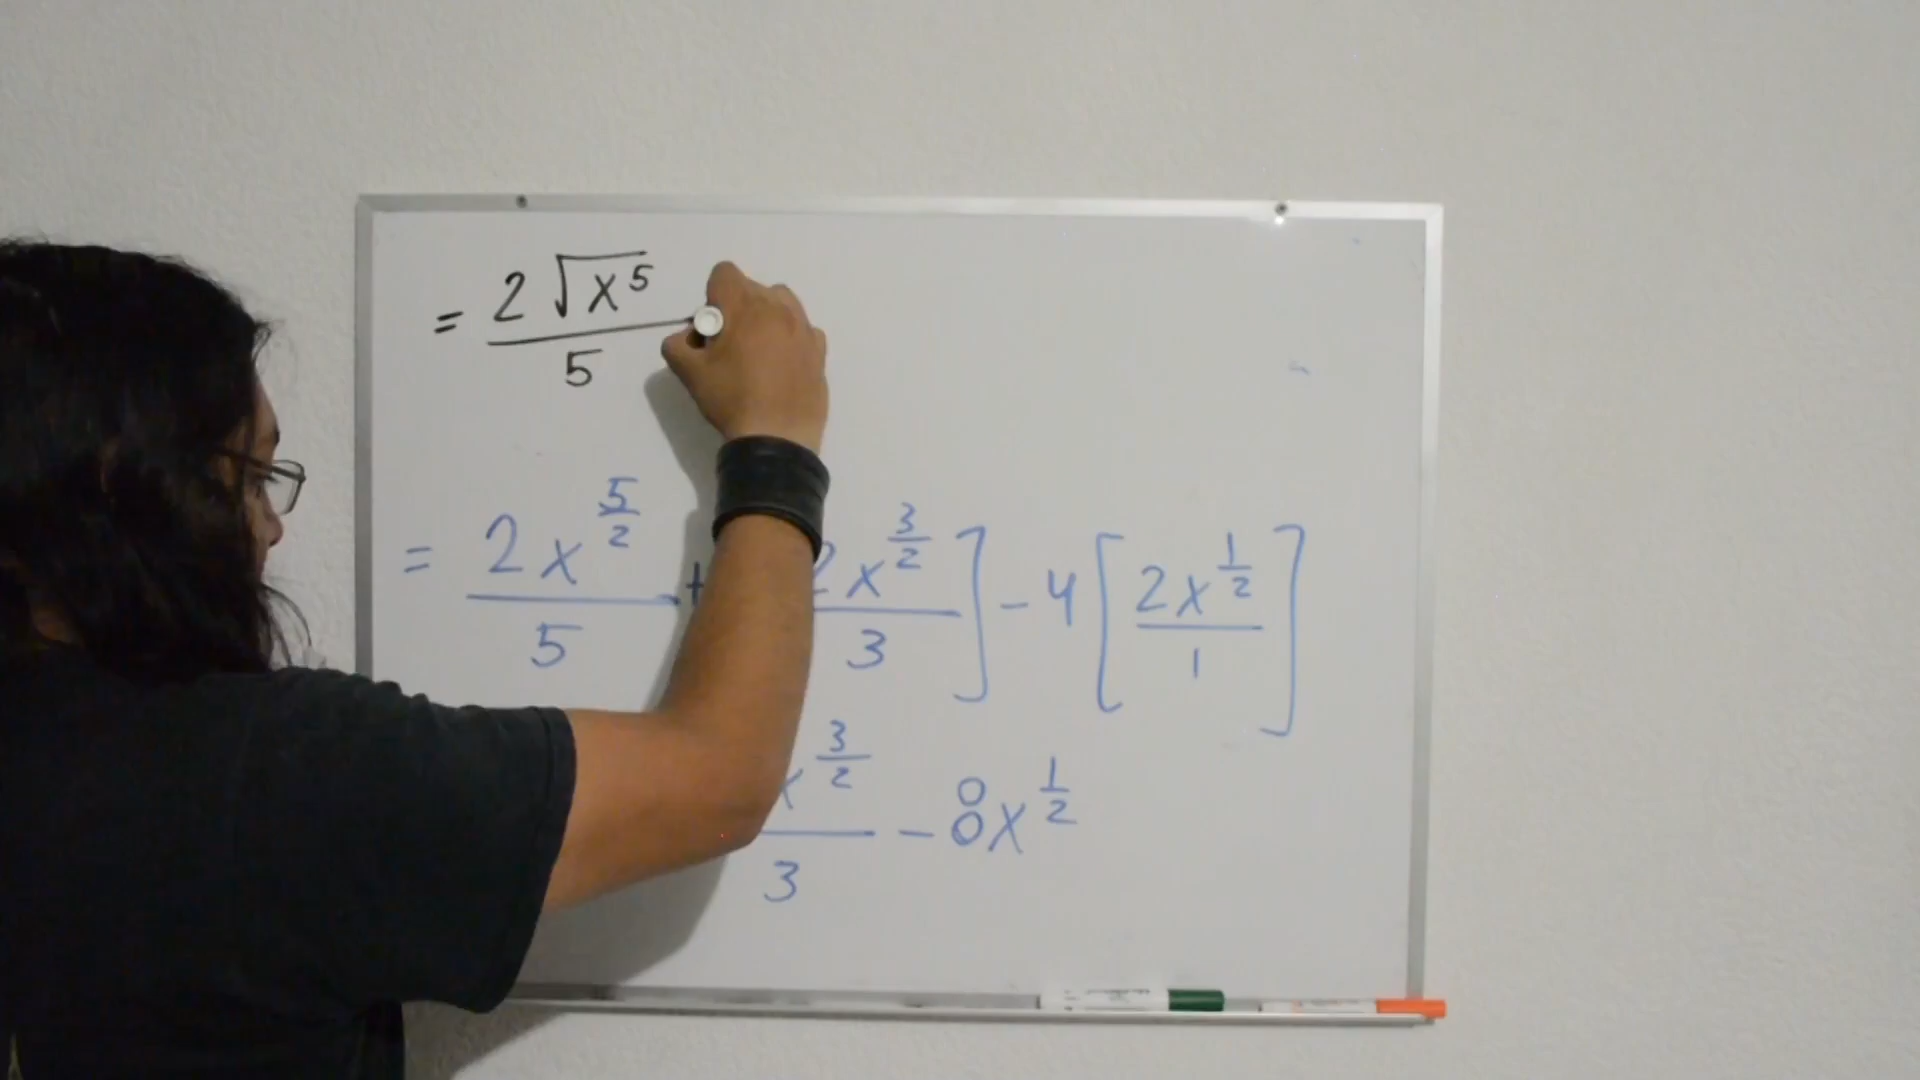 = 2 √x⁵ / 5
= 2x^(5/2) / 5 + 2x^(3/2) / 3 ] - 4 [ 2x^(1/2) / 1 ]
x^(3/2) / 3 - 8x^(1/2)